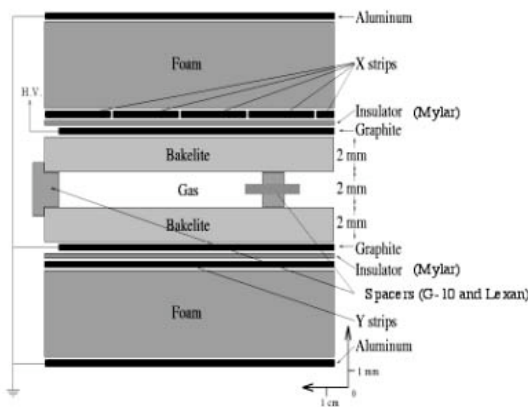 Aluminum
Foam
X strips
H.V.
Insulator (Mylar)
Graphite
Bakelite
2 mm
Gas
2 mm
Bakelite
2 mm
Graphite
Insulator (Mylar)
Spacers (G-10 and Lexan)
Foam
Y strips
Aluminum
1 mm
1 cm
0